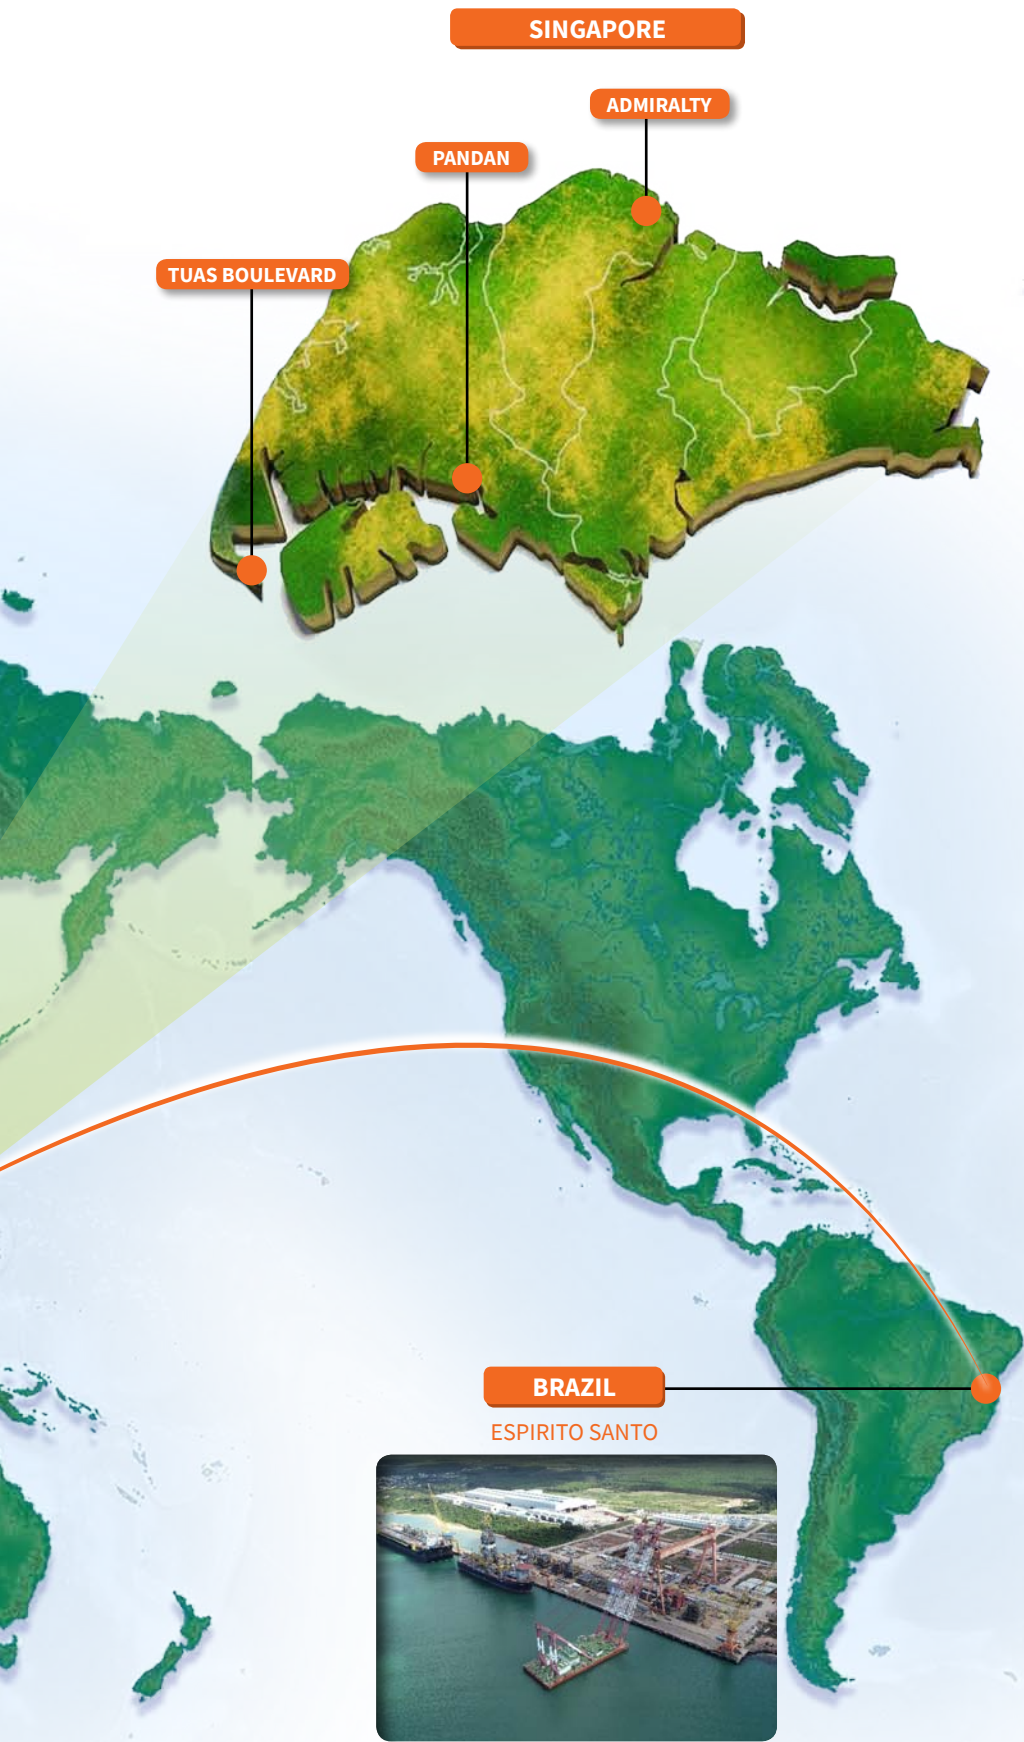 SINGAPORE
ADMIRALTY
PANDAN
TUAS BOULEVARD
BRAZIL
ESPIRITO SANTO